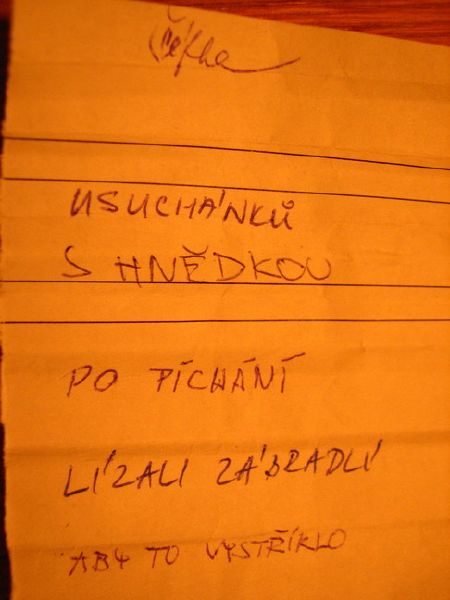 USUCHÁNKŮ
S HNĚDKOU
PO PÍCHÁNÍ
LÍZALI ZÁBRADLÍ
ABY TO VYSTŘÍKLO